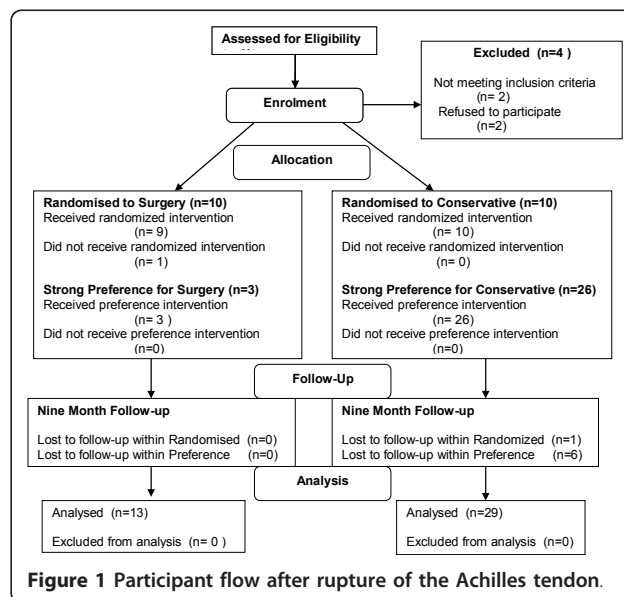 Assessed for Eligibility
Excluded (n=4 )
Not meeting inclusion criteria
(n= 2)
Refused to participate
(n=2)
Enrolment
Allocation
Randomised to Surgery (n=10)
Received randomized intervention
(n= 9)
Did not receive randomized intervention
(n= 1)
Strong Preference for Surgery (n=3)
Received preference intervention
(n= 3 )
Did not receive preference intervention
(n=0)
Randomised to Conservative (n=10)
Received randomized intervention
(n= 10)
Did not receive randomized intervention
(n= 0)
Strong Preference for Conservative (n=26)
Received preference intervention
(n= 26)
Did not receive preference intervention
(n=0)
Follow-Up
Nine Month Follow-up
Lost to follow-up within Randomised (n=0)
Lost to follow-up within Preference (n=0)
Nine Month Follow-up
Lost to follow-up within Randomized (n=1)
Lost to follow-up within Preference (n=6)
Analysis
Analysed (n=13)
Excluded from analysis (n= 0 )
Analysed (n=29)
Excluded from analysis (n=0)
Figure 1 Participant flow after rupture of the Achilles tendon.